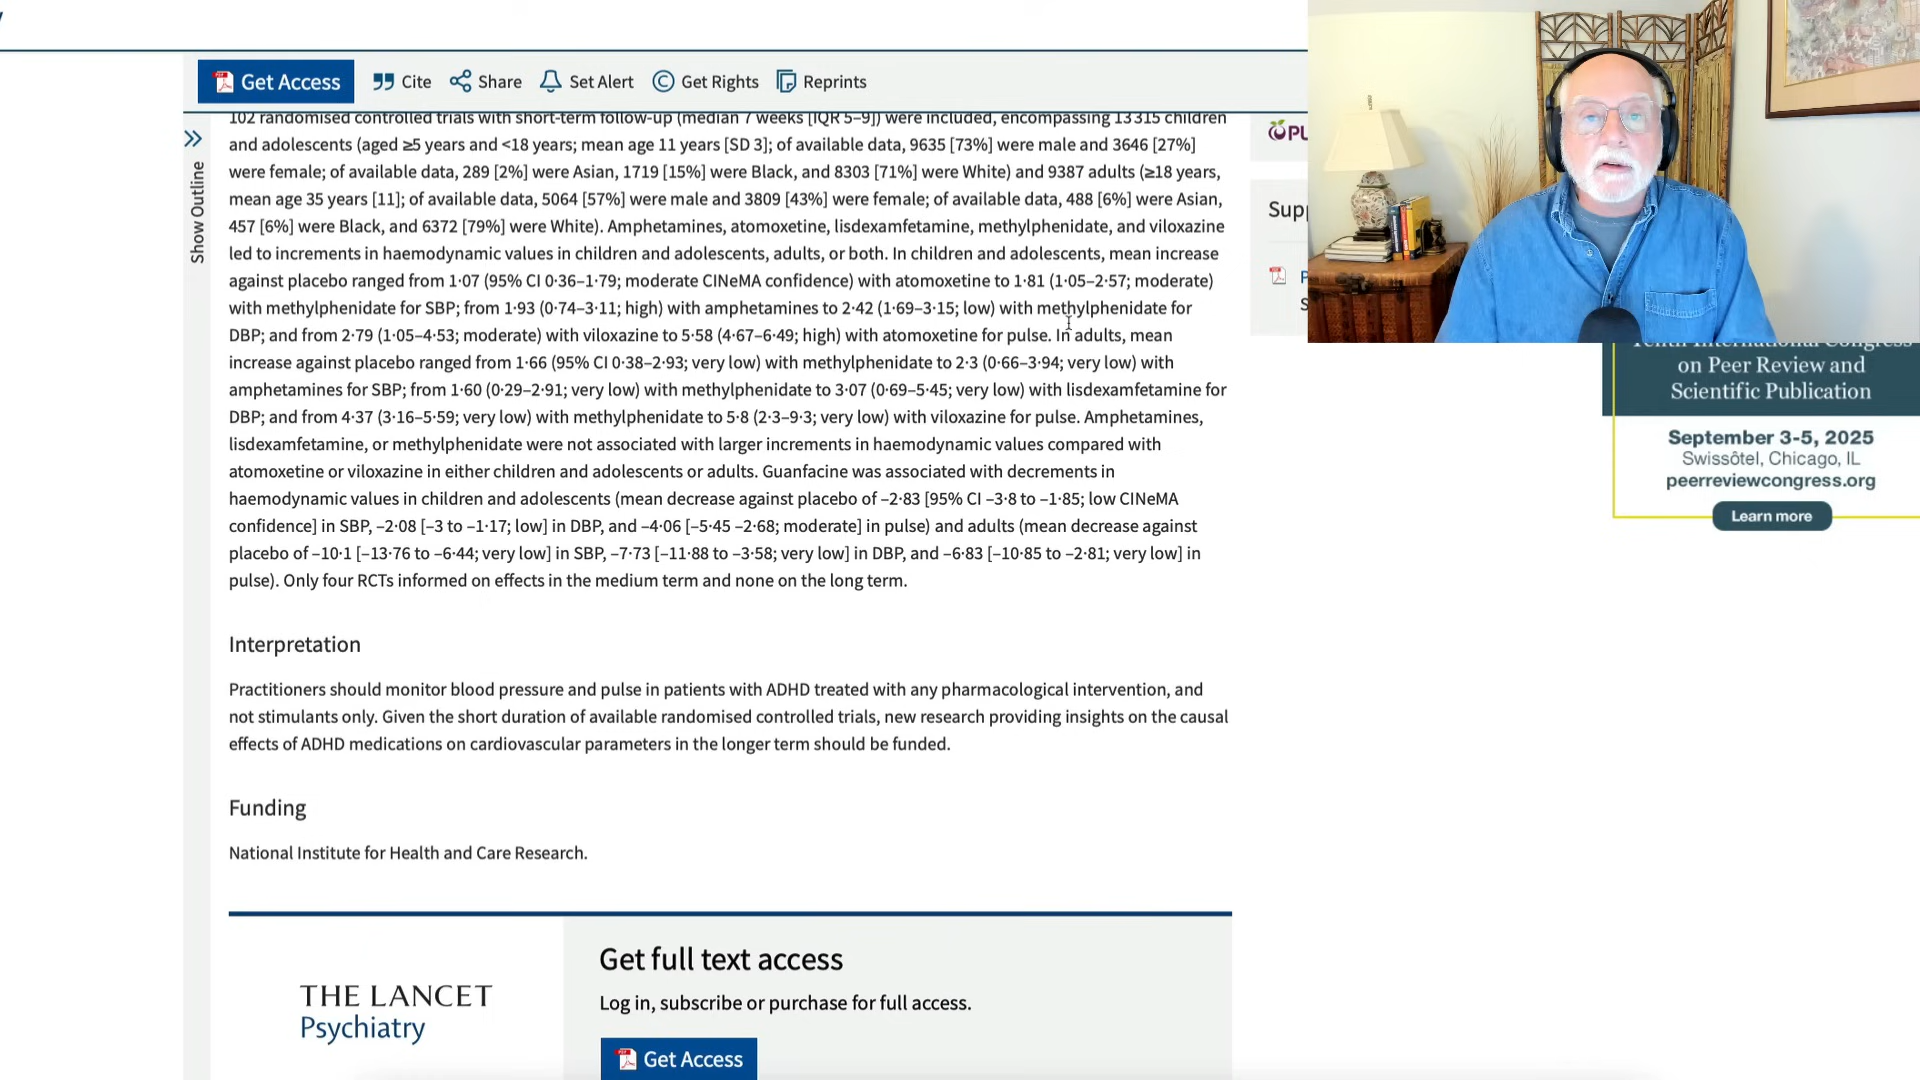 Get Access
Cite
Share
Set Alert
Get Rights
Reprints
Show Outline
102 randomised controlled trials with short-term follow-up (median 7 weeks [IQR 5–9]) were included, encompassing 13 315 children
and adolescents (aged ≥5 years and <18 years; mean age 11 years [SD 3]; of available data, 9635 [73%] were male and 3646 [27%]
were female; of available data, 289 [2%] were Asian, 1719 [15%] were Black, and 8303 [71%] were White) and 9387 adults (≥18 years,
mean age 35 years [11]; of available data, 5064 [57%] were male and 3809 [43%] were female; of available data, 488 [6%] were Asian,
457 [6%] were Black, and 6372 [79%] were White). Amphetamines, atomoxetine, lisdexamfetamine, methylphenidate, and viloxazine
led to increments in haemodynamic values in children and adolescents, adults, or both. In children and adolescents, mean increase
against placebo ranged from 1·07 (95% CI 0·36–1·79; moderate CINeMA confidence) with atomoxetine to 1·81 (1·05–2·57; moderate)
with methylphenidate for SBP; from 1·93 (0·74–3·11; high) with amphetamines to 2·42 (1·69–3·15; low) with methylphenidate for
DBP; and from 2·79 (1·05–4·53; moderate) with viloxazine to 5·58 (4·67–6·49; high) with atomoxetine for pulse. In adults, mean
increase against placebo ranged from 1·66 (95% CI 0·38–2·93; very low) with methylphenidate to 2·3 (0·66–3·94; very low) with
amphetamines for SBP; from 1·60 (0·29–2·91; very low) with methylphenidate to 3·07 (0·69–5·45; very low) with lisdexamfetamine for
DBP; and from 4·37 (3·16–5·59; very low) with methylphenidate to 5·8 (2·3–9·3; very low) with viloxazine for pulse. Amphetamines,
lisdexamfetamine, or methylphenidate were not associated with larger increments in haemodynamic values compared with
atomoxetine or viloxazine in either children and adolescents or adults. Guanfacine was associated with decrements in
haemodynamic values in children and adolescents (mean decrease against placebo of –2·83 [95% CI –3·8 to –1·85; low CINeMA
confidence] in SBP, –2·08 [–3 to –1·17; low] in DBP, and –4·06 [–5·45 –2·68; moderate] in pulse) and adults (mean decrease against
placebo of –10·1 [–13·76 to –6·44; very low] in SBP, –7·73 [–11·88 to –3·58; very low] in DBP, and –6·83 [–10·85 to –2·81; very low] in
pulse). Only four RCTs informed on effects in the medium term and none on the long term.
Interpretation
Practitioners should monitor blood pressure and pulse in patients with ADHD treated with any pharmacological intervention, and
not stimulants only. Given the short duration of available randomised controlled trials, new research providing insights on the causal
effects of ADHD medications on cardiovascular parameters in the longer term should be funded.
Funding
National Institute for Health and Care Research.
THE LANCET
Psychiatry
Get full text access
Log in, subscribe or purchase for full access.
Get Access
Tenth International Congress
on Peer Review and
Scientific Publication
September 3-5, 2025
Swissôtel, Chicago, IL
peerreviewcongress.org
Learn more